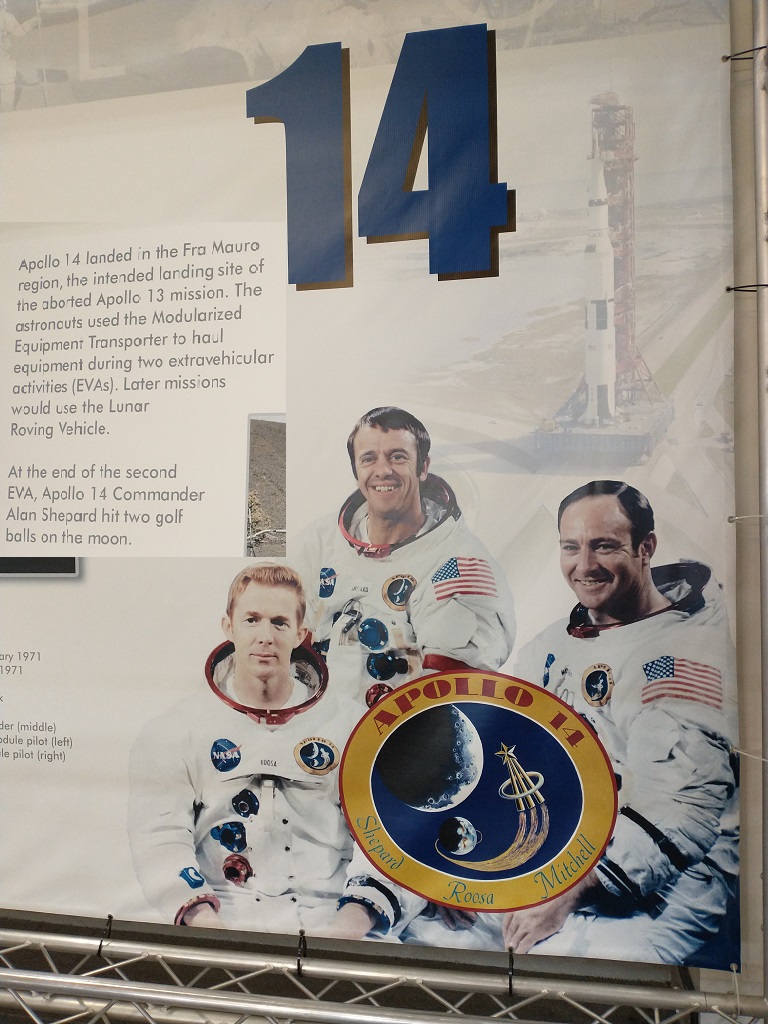 14
Apollo 14 landed in the Fra Mauro
region, the intended landing site of
the aborted Apollo 13 mission. The
astronauts used the Modularized
Equipment Transporter to haul
equipment during two extravehicular
activities (EVAs). Later missions
would use the Lunar
Roving Vehicle.
At the end of the second
EVA, Apollo 14 Commander
Alan Shepard hit two golf
balls on the moon.
ary 1971
1971
der (middle)
odule pilot (left)
le pilot (right)
NASA
ROOSA
APOLLO 14
Shepard
Roosa
Mitchell